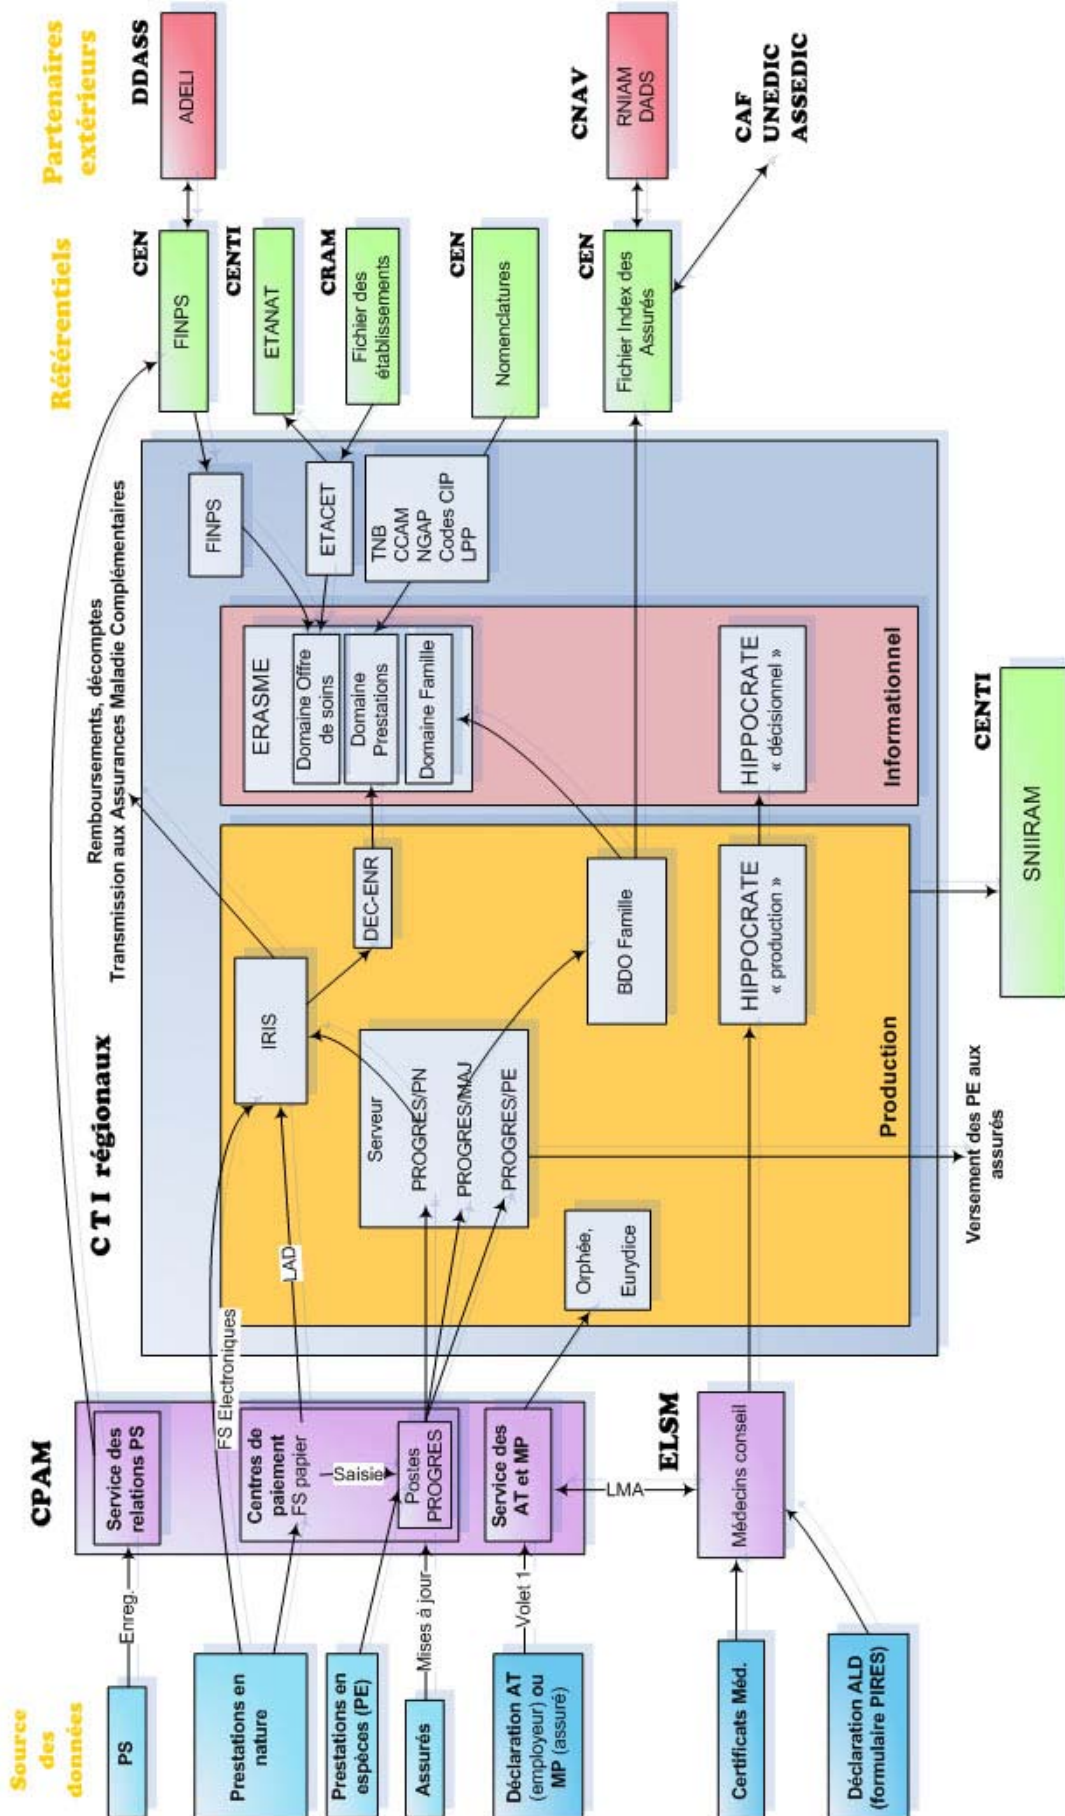 Source
des
données
Référentiels
Partenaires
extérieurs
CPAM
CTI régionaux
PS
Enreg.
Service des
relations PS
Prestations en
nature
FS Electroniques
Centres de
paiement
FS papier
LAD
Saisie
Postes
PROGRES
Prestations en
espèces (PE)
Assurés
Mises à jour
Déclaration AT
(employeur) ou
MP (assuré)
Volet 1
Service des
AT et MP
LMA
ELSM
Médecins conseil
Certificats Méd.
Déclaration ALD
(formulaire PIRES)
Remboursements, décomptes
Transmission aux Assurances Maladie Complémentaires
IRIS
DEC-ENR
Serveur
PROGRES/PN
PROGRES/MAJ
PROGRES/PE
Orphée,
Eurydice
BDO Famille
HIPPOCRATE
« production »
Production
Versement des PE aux
assurés
ERASME
Domaine Offre
de soins
Domaine
Prestations
Domaine Famille
HIPPOCRATE
« décisionnel »
Informationnel
CENTI
SNIIRAM
FINPS
ETACET
TNB
CCAM
NGAP
Codes CIP
LPP
CEN
FINPS
CENTI
ETANAT
CRAM
Fichier des
établissements
CEN
Nomenclatures
CEN
Fichier Index des
Assurés
DDASS
ADELI
CNAV
RNIAM
DADS
CAF
UNEDIC
ASSEDIC